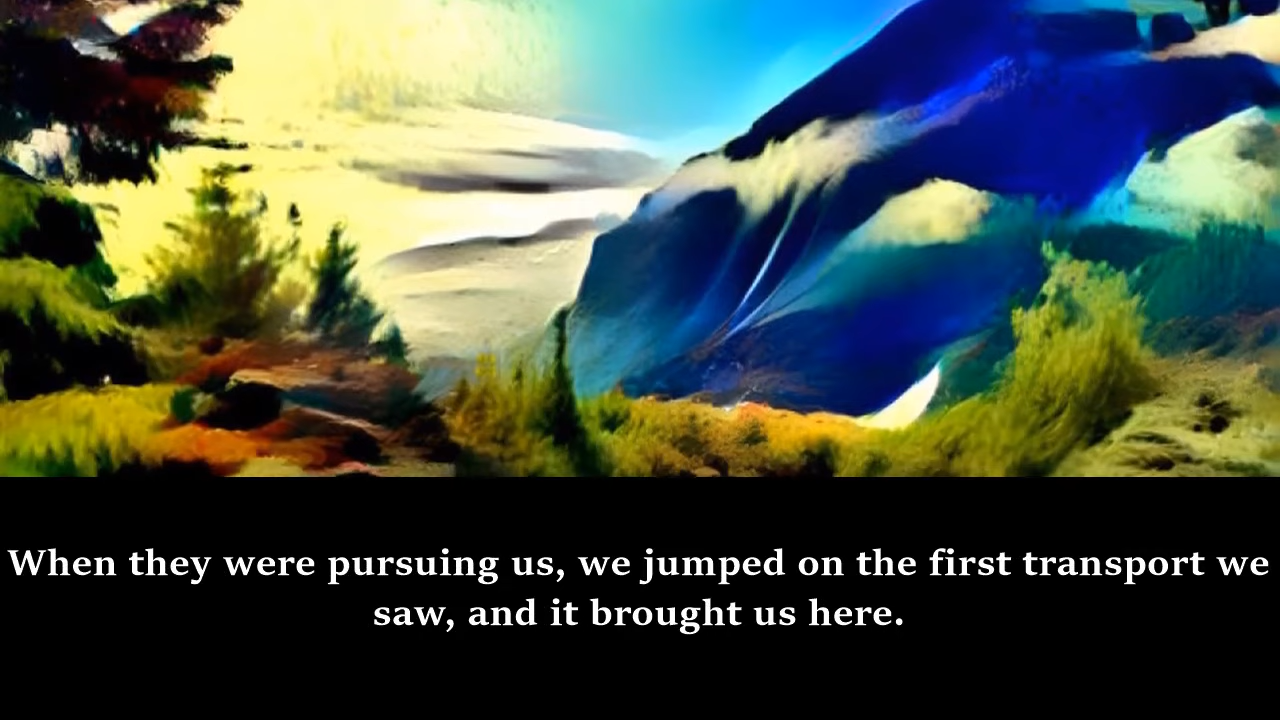 When they were pursuing us, we jumped on the first transport we
saw, and it brought us here.